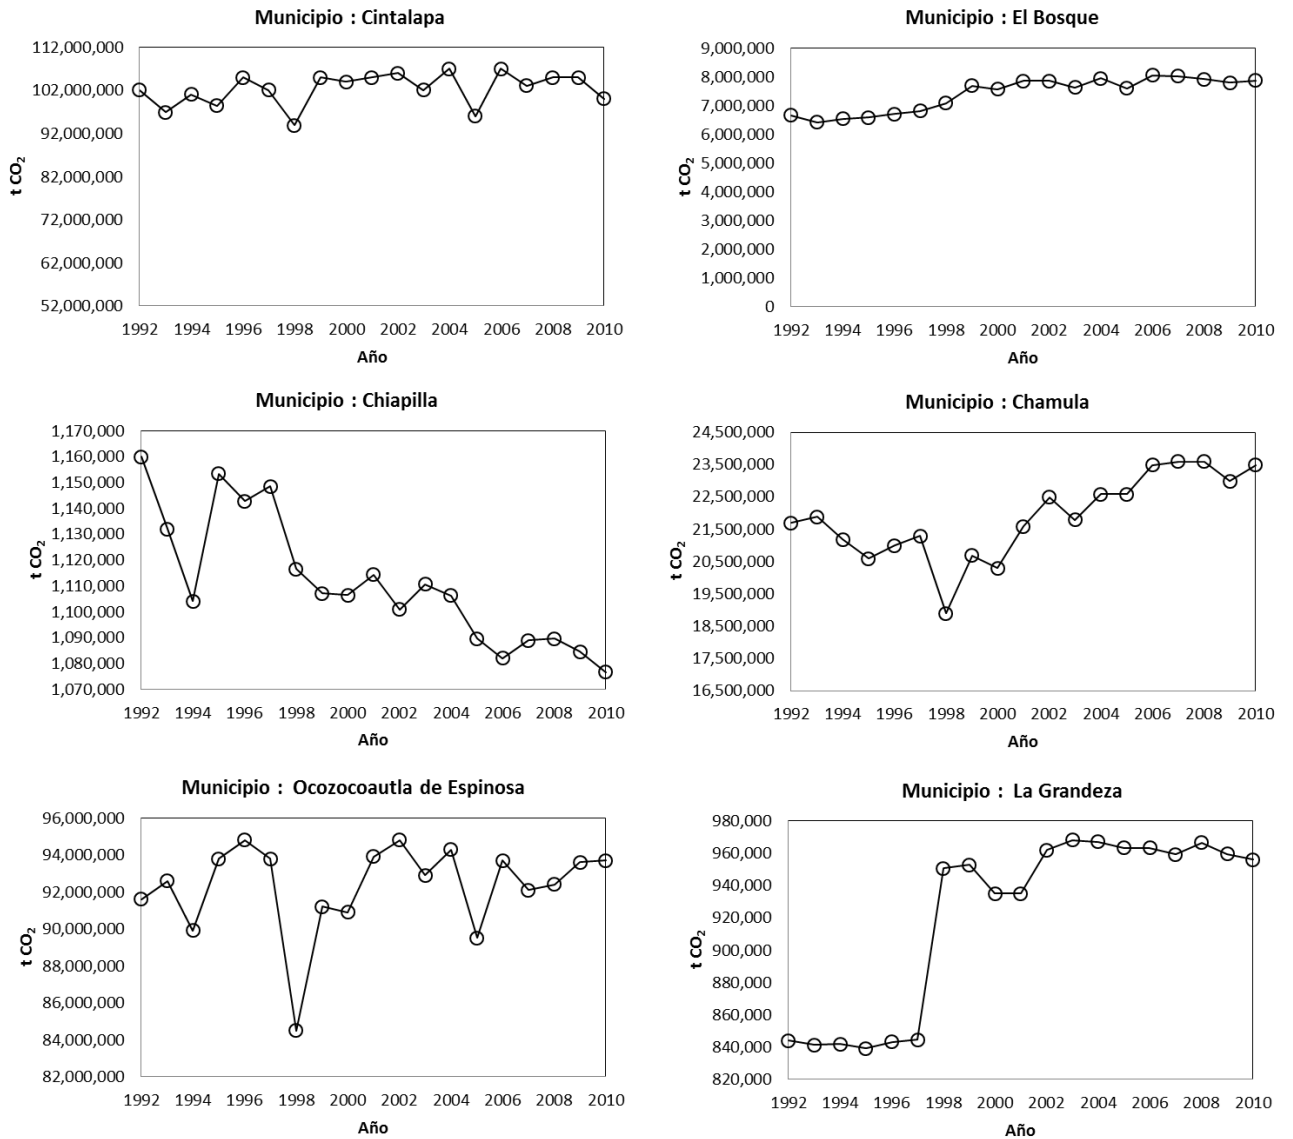 Municipio : Cintalapa
112,000,000
102,000,000
92,000,000
82,000,000
72,000,000
62,000,000
52,000,000
t CO2
1992 1994 1996 1998 2000 2002 2004 2006 2008 2010
Año
Municipio : El Bosque
9,000,000
8,000,000
7,000,000
6,000,000
5,000,000
4,000,000
3,000,000
2,000,000
1,000,000
0
t CO2
1992 1994 1996 1998 2000 2002 2004 2006 2008 2010
Año
Municipio : Chiapilla
1,170,000
1,160,000
1,150,000
1,140,000
1,130,000
1,120,000
1,110,000
1,100,000
1,090,000
1,080,000
1,070,000
t CO2
1992 1994 1996 1998 2000 2002 2004 2006 2008 2010
Año
Municipio : Chamula
24,500,000
23,500,000
22,500,000
21,500,000
20,500,000
19,500,000
18,500,000
17,500,000
16,500,000
t CO2
1992 1994 1996 1998 2000 2002 2004 2006 2008 2010
Año
Municipio : Ocozocoautla de Espinosa
96,000,000
94,000,000
92,000,000
90,000,000
88,000,000
86,000,000
84,000,000
82,000,000
t CO2
1992 1994 1996 1998 2000 2002 2004 2006 2008 2010
Año
Municipio : La Grandeza
980,000
960,000
940,000
920,000
900,000
880,000
860,000
840,000
820,000
t CO2
1992 1994 1996 1998 2000 2002 2004 2006 2008 2010
Año